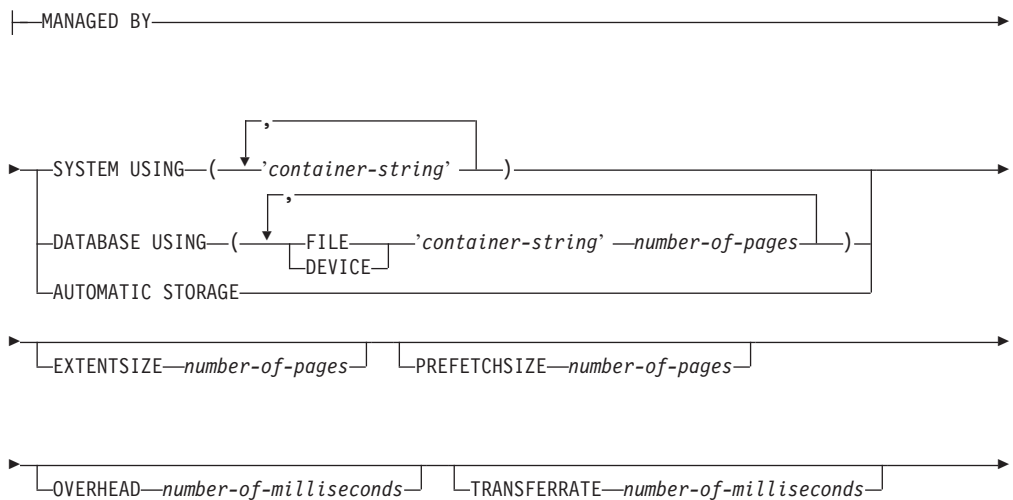 MANAGED BY
,
SYSTEM USING ( 'container-string' )
,
DATABASE USING ( FILE 'container-string' number-of-pages )
DEVICE
AUTOMATIC STORAGE
EXTENTSIZE number-of-pages PREFETCHSIZE number-of-pages
OVERHEAD number-of-milliseconds TRANSFERRATE number-of-milliseconds